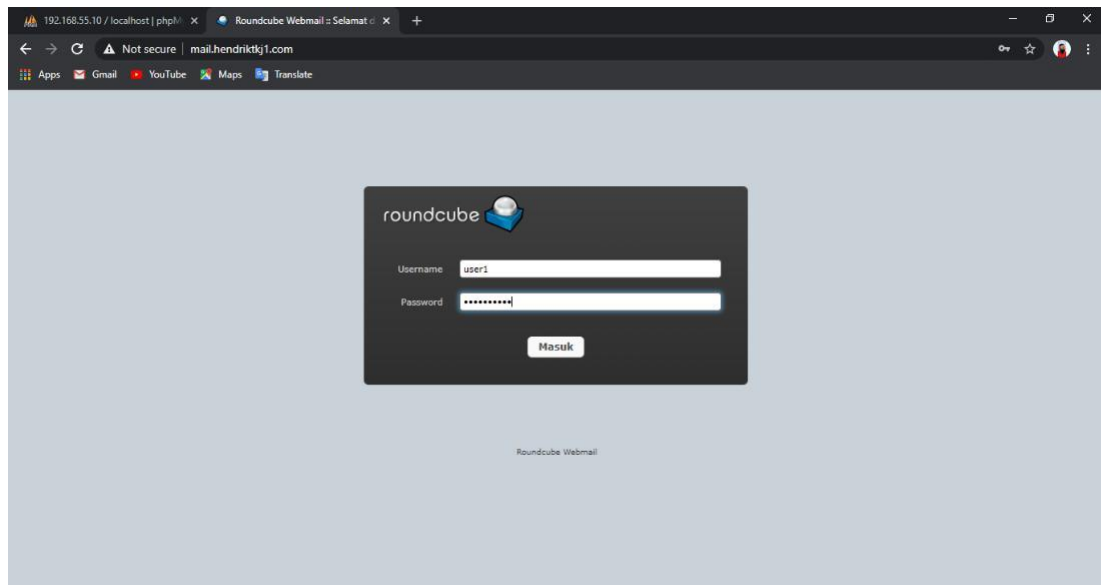 192.168.55.10 / localhost | phpM
Roundcube Webmail :: Selamat d
Not secure | mail.hendriktkj1.com
Apps Gmail YouTube Maps Translate
roundcube
Username user1
Password ••••••••••
Masuk
Roundcube Webmail